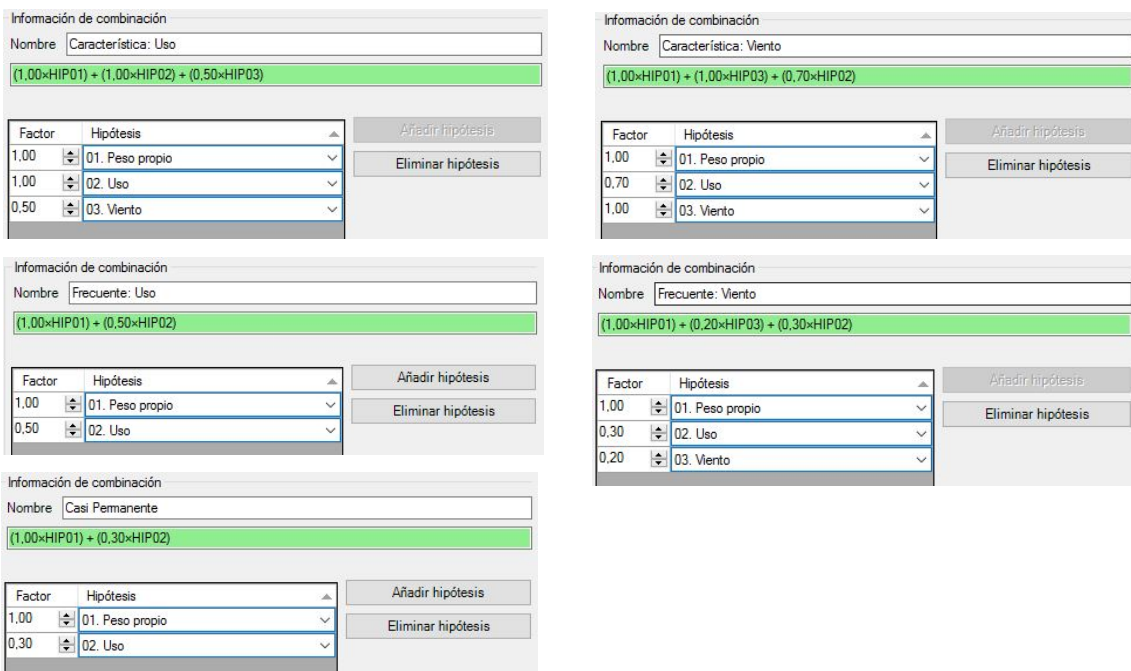 Información de combinación
Nombre Característica: Uso
(1,00×HIP01) + (1,00×HIP02) + (0,50×HIP03)
Factor Hipótesis Añadir hipótesis
1,00 01. Peso propio Eliminar hipótesis
1,00 02. Uso
0,50 03. Viento
Información de combinación
Nombre Característica: Viento
(1,00×HIP01) + (1,00×HIP03) + (0,70×HIP02)
Factor Hipótesis Añadir hipótesis
1,00 01. Peso propio Eliminar hipótesis
0,70 02. Uso
1,00 03. Viento
Información de combinación
Nombre Frecuente: Uso
(1,00×HIP01) + (0,50×HIP02)
Factor Hipótesis Añadir hipótesis
1,00 01. Peso propio Eliminar hipótesis
0,50 02. Uso
Información de combinación
Nombre Frecuente: Viento
(1,00×HIP01) + (0,20×HIP03) + (0,30×HIP02)
Factor Hipótesis Añadir hipótesis
1,00 01. Peso propio Eliminar hipótesis
0,30 02. Uso
0,20 03. Viento
Información de combinación
Nombre Casi Permanente
(1,00×HIP01) + (0,30×HIP02)
Factor Hipótesis Añadir hipótesis
1,00 01. Peso propio Eliminar hipótesis
0,30 02. Uso